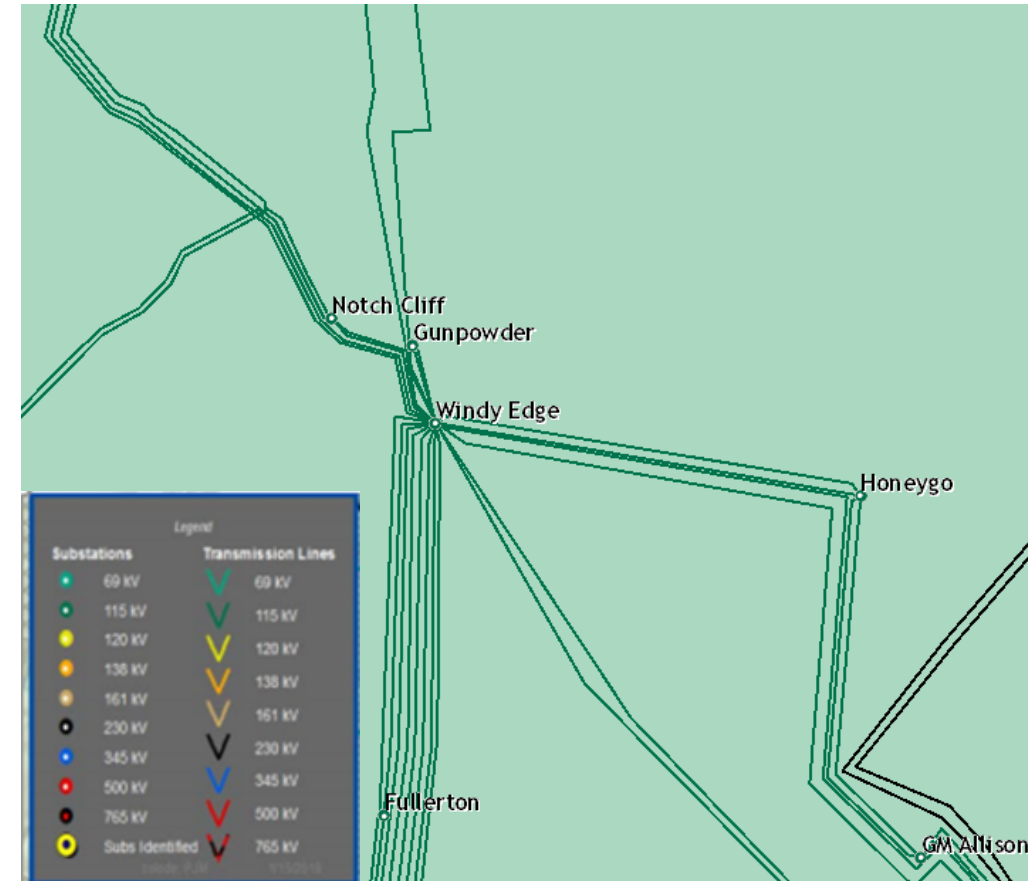 Notch Cliff
Gunpowder
Windy Edge
Honeygo
Legend
Substations Transmission Lines
69 kV 69 kV
115 kV 115 kV
120 kV 120 kV
138 kV 138 kV
161 kV 161 kV
230 kV 230 kV
345 kV 345 kV
500 kV 500 kV
765 kV 765 kV
Subs Identified
Fullerton
GM Allison